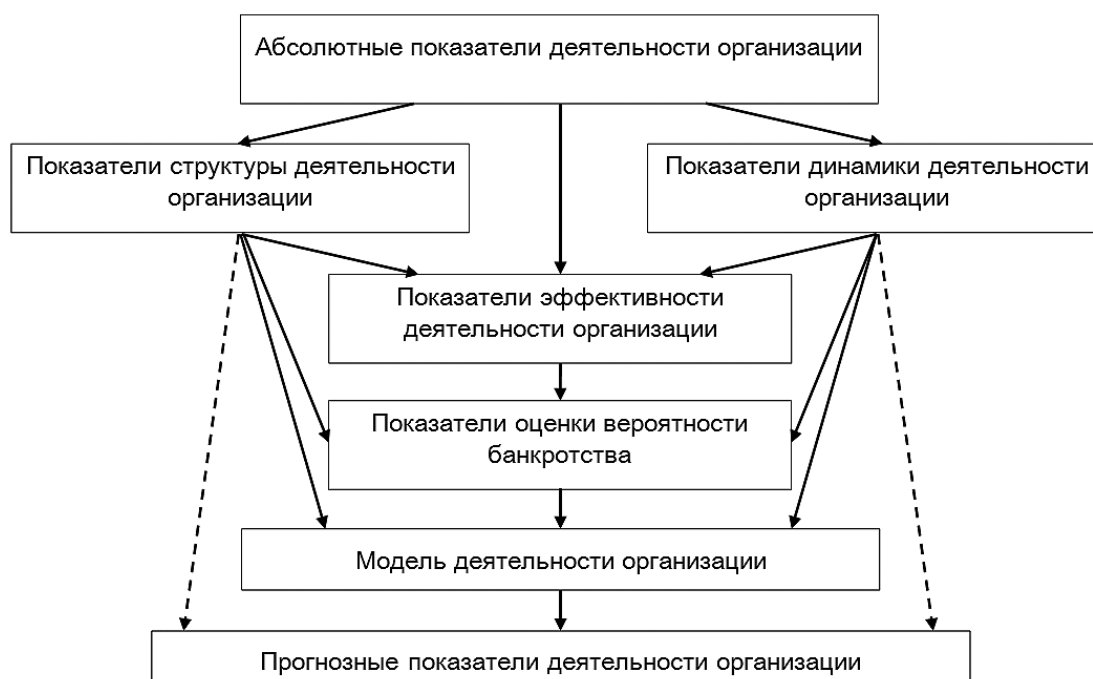 Абсолютные показатели деятельности организации
Показатели структуры деятельности
организации
Показатели динамики деятельности
организации
Показатели эффективности
деятельности организации
Показатели оценки вероятности
банкротства
Модель деятельности организации
Прогнозные показатели деятельности организации